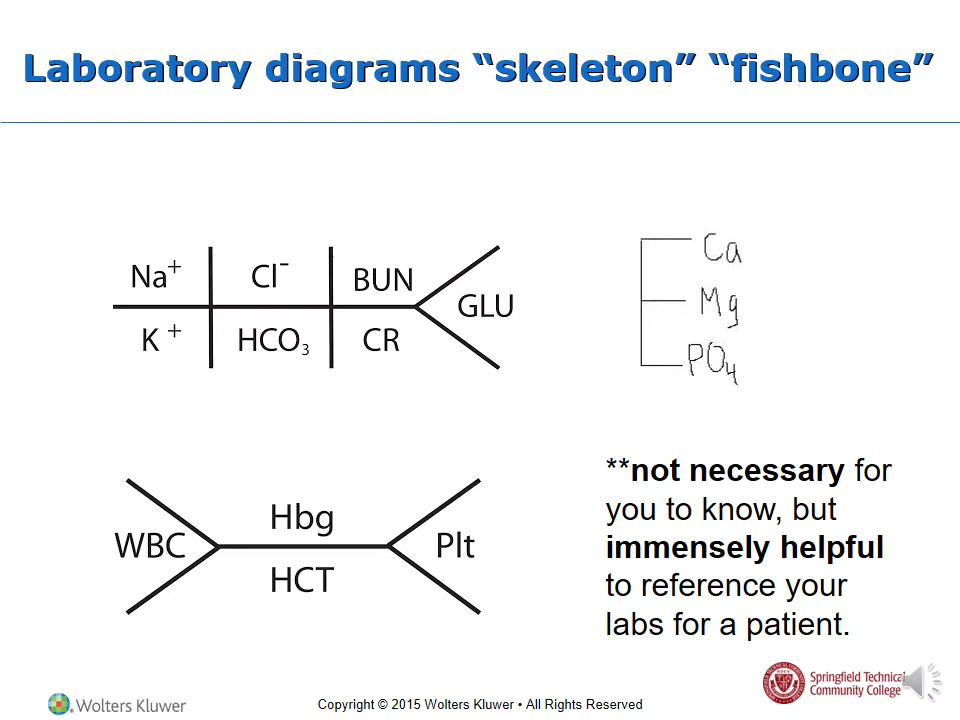 Laboratory diagrams “skeleton” “fishbone”
Na+ Cl- BUN
GLU
K+ HCO3 CR
Ca
Mg
PO4
Hbg
WBC Plt
HCT
**not necessary for
you to know, but
immensely helpful
to reference your
labs for a patient.
Wolters Kluwer
Copyright © 2015 Wolters Kluwer • All Rights Reserved
Springfield Technical
Community College